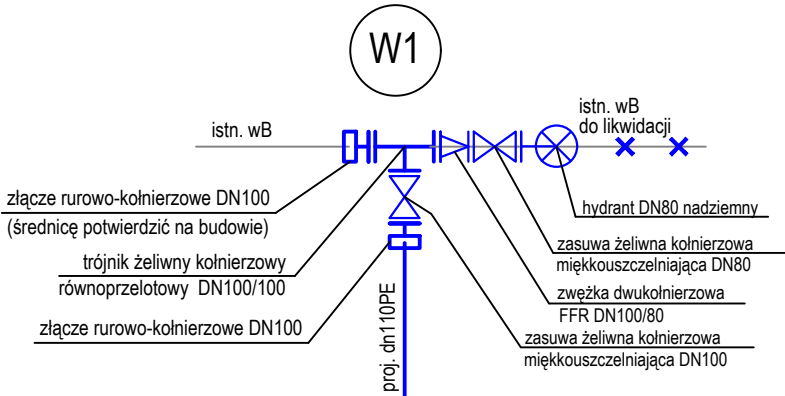 W1
istn. wB
istn. wB
do likwidacji
złącze rurowo-kołnierzowe DN100
(średnicę potwierdzić na budowie)
trójnik żeliwny kołnierzowy
równoprzelotowy DN100/100
złącze rurowo-kołnierzowe DN100
proj. dn110PE
hydrant DN80 nadziemny
zasuwa żeliwna kołnierzowa
miękkouszczelniająca DN80
zwężka dwukołnierzowa
FFR DN100/80
zasuwa żeliwna kołnierzowa
miękkouszczelniająca DN100